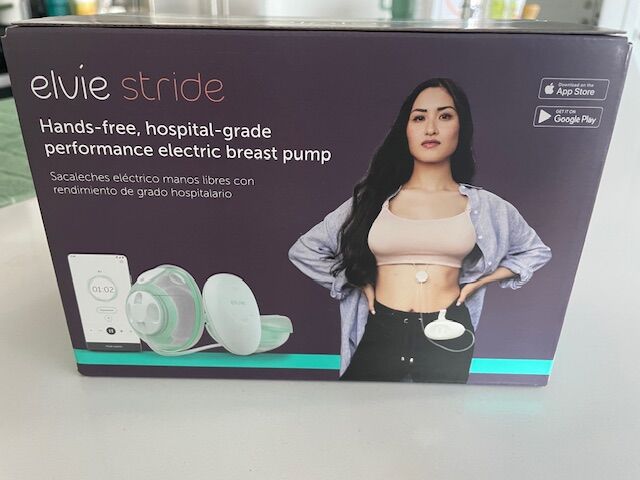 elvie stride
Hands-free, hospital-grade
performance electric breast pump
Sacaleches eléctrico manos libres con
rendimiento de grado hospitalario
Download on the
App Store
GET IT ON
Google Play
01:02
elvie